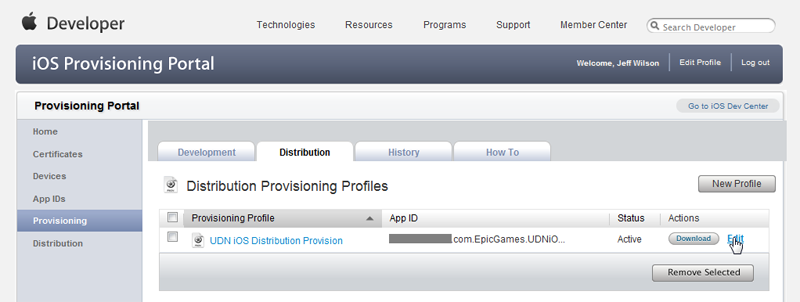 Developer
Technologies Resources Programs Support Member Center Search Developer
iOS Provisioning Portal
Welcome, Jeff Wilson Edit Profile Log out
Provisioning Portal
Go to iOS Dev Center
Home
Certificates
Devices
App IDs
Provisioning
Distribution
Development Distribution History How To
Distribution Provisioning Profiles
New Profile
Provisioning Profile App ID Status Actions
UDN iOS Distribution Provision .com.EpicGames.UDNiO... Active Download Edit
Remove Selected